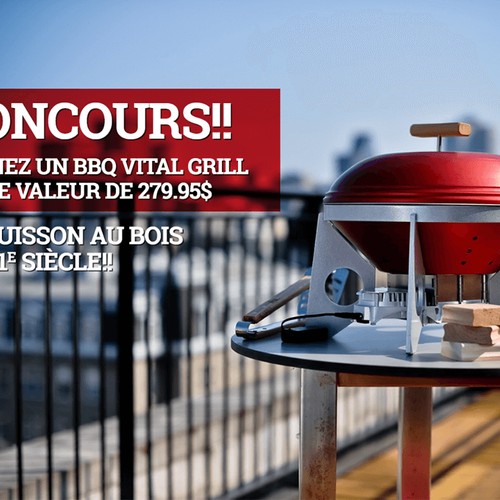 ONCOURS!!
NEZ UN BBQ VITAL GRILL
E VALEUR DE 279.95$
UISSON AU BOIS
1E SIÈCLE!!